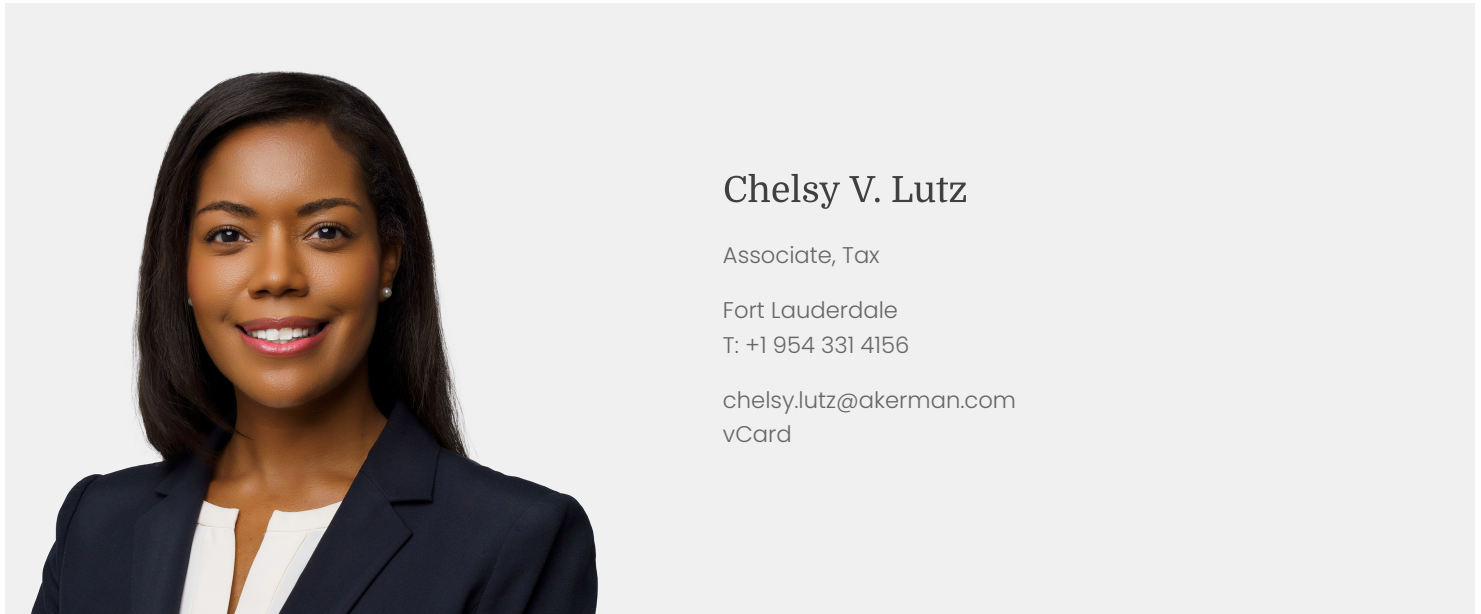 Chelsy V. Lutz
Associate, Tax
Fort Lauderdale
T: +1 954 331 4156
chelsy.lutz@akerman.com
vCard